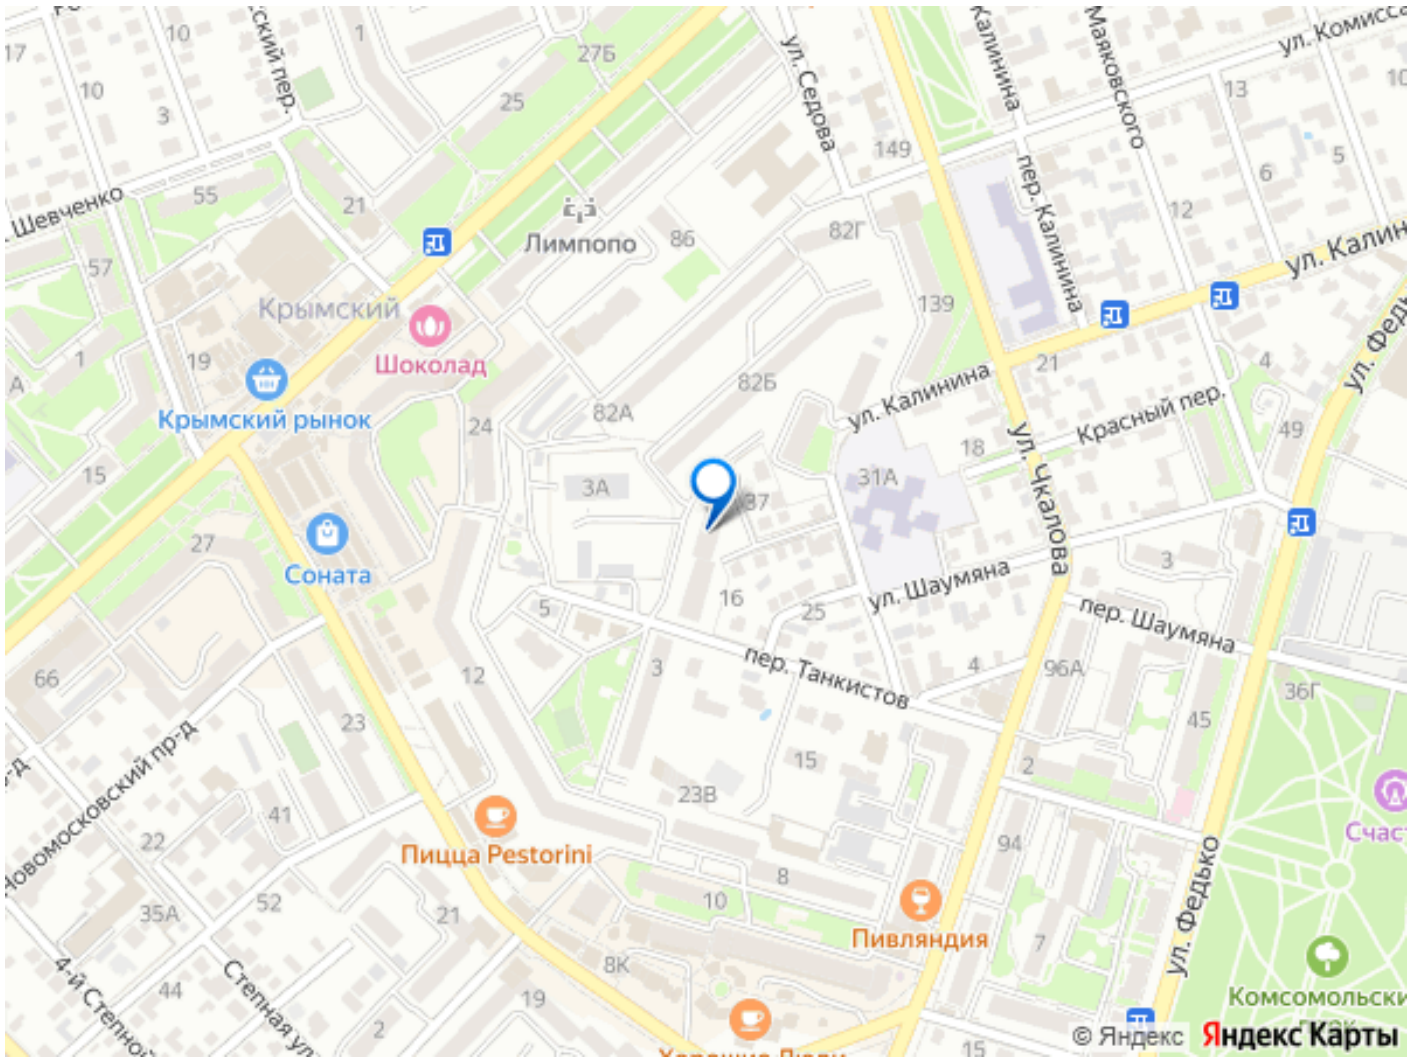 17
10
10
3
1
ский пер.
27Б
25
ул. Седова
149
Калинина
Маяковского
ул. Комисса
13
10
6
5
12
пер. Калинина
ул. Калин
Шевченко
55
21
57
Лимпопо
86
82Г
139
Крымский
Шоколад
19
1
А
Крымский рынок
15
24
82А
82Б
ул. Калинина
21
4
ул. Федь
Красный пер.
18
49
31А
ул. Чкалова
3А
37
27
Соната
5
16
25
ул. Шаумяна
3
пер. Шаумяна
66
12
3
пер. Танкистов
4
96А
36Г
45
23
Новомосковский пр-д
-д
41
22
23В
15
2
Счас
Пицца Pestorini
94
8
10
35А
52
21
Пивляндия
7
ул. Федько
8К
4-й Степной
44
Степная ул.
2
19
Хорошие Люди
15
Комсомольски
парк
© Яндекс Яндекс Карты